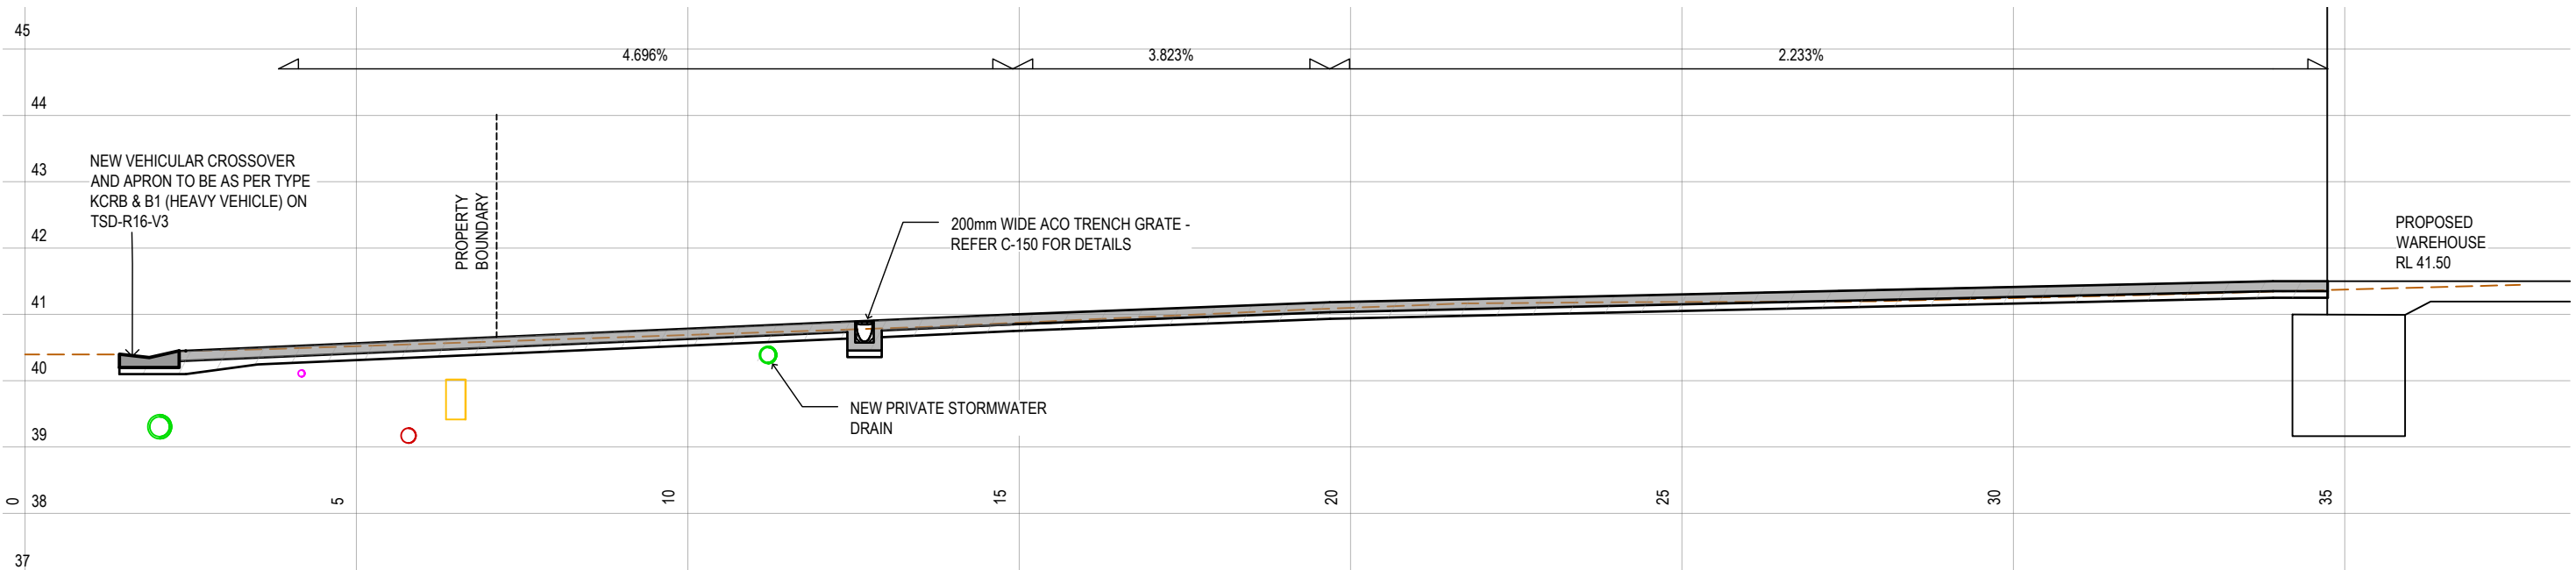 45
4.696%
3.823%
2.233%
44
NEW VEHICULAR CROSSOVER
AND APRON TO BE AS PER TYPE
KCRB & B1 (HEAVY VEHICLE) ON
TSD-R16-V3
43
PROPERTY
BOUNDARY
200mm WIDE ACO TRENCH GRATE -
REFER C-150 FOR DETAILS
PROPOSED
WAREHOUSE
RL 41.50
42
41
40
NEW PRIVATE STORMWATER
DRAIN
39
38
0
5
10
15
20
25
30
35
37